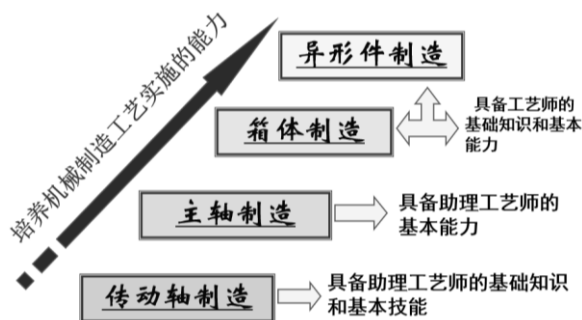 培养机械制造工艺实施的能力
异形件制造
箱体制造
具备工艺师的
基础知识和基本
能力
主轴制造
具备助理工艺师的
基本能力
传动轴制造
具备助理工艺师的基础知识
和基本技能